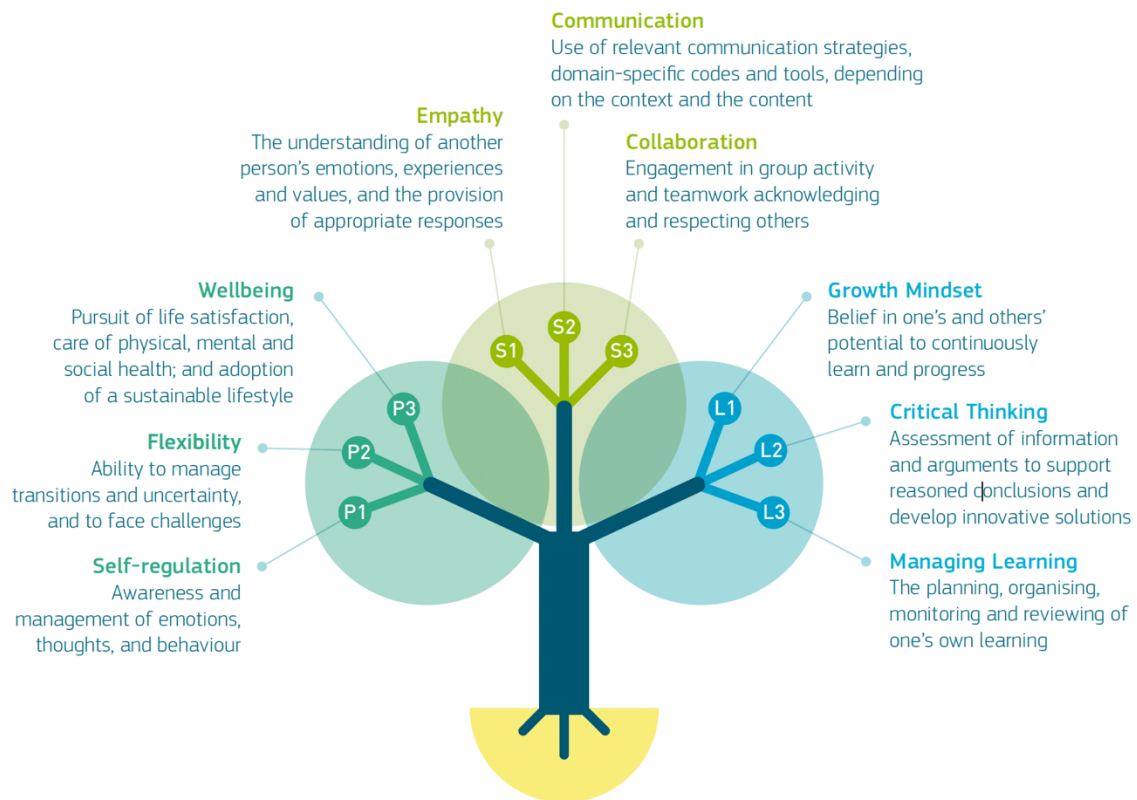 Communication
Use of relevant communication strategies,
domain-specific codes and tools, depending
on the context and the content
Empathy
The understanding of another
person's emotions, experiences
and values, and the provision
of appropriate responses
Collaboration
Engagement in group activity
and teamwork acknowledging
and respecting others
Wellbeing
Pursuit of life satisfaction,
care of physical, mental and
social health; and adoption
of a sustainable lifestyle
Flexibility
Ability to manage
transitions and uncertainty,
and to face challenges
Self-regulation
Awareness and
management of emotions,
thoughts, and behaviour
P3
P2
P1
S1
S2
S3
L1
L2
L3
Growth Mindset
Belief in one's and others'
potential to continuously
learn and progress
Critical Thinking
Assessment of information
and arguments to support
reasoned conclusions and
develop innovative solutions
Managing Learning
The planning, organising,
monitoring and reviewing of
one's own learning